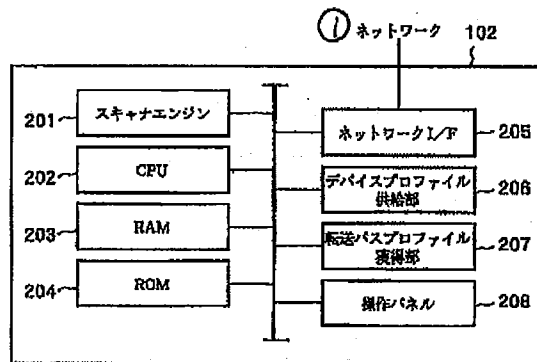 ① ネットワーク
102
201 スキャナエンジン
202 CPU
203 RAM
204 ROM
ネットワークI/F 205
デバイスプロファイル
供給部 206
転送パスプロファイル
獲得部 207
操作パネル 208